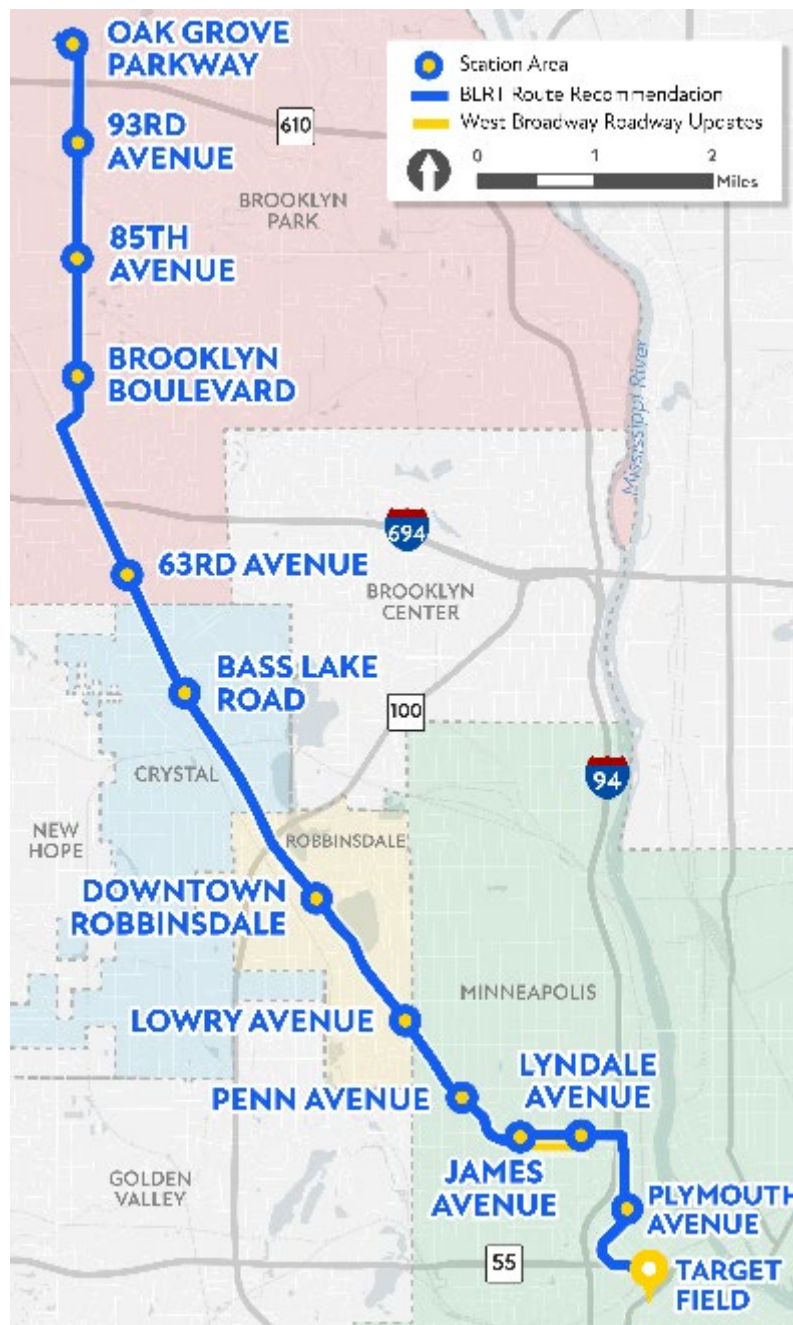 OAK GROVE
PARKWAY
Station Area
BLRT Route Recommendation
West Broadway Roadway Updates
0 1 2
Miles
93RD
AVENUE
610
BROOKLYN
PARK
85TH
AVENUE
BROOKLYN
BOULEVARD
Mississippi River
694
63RD AVENUE
BROOKLYN
CENTER
BASS LAKE
ROAD
100
CRYSTAL
94
NEW
HOPE
ROBBINSDALE
DOWNTOWN
ROBBINSDALE
MINNEAPOLIS
LOWRY AVENUE
LYNDALE
AVENUE
PENN AVENUE
JAMES
AVENUE
GOLDEN
VALLEY
PLYMOUTH
AVENUE
55
TARGET
FIELD